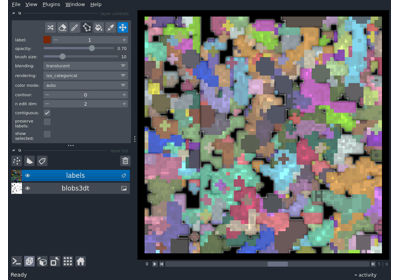 File View Plugins Window Help
label: 1
opacity: 0.70
brush size: 10
blending: translucent
rendering: iso_categorical
color mode: auto
contour: 0
n edit dim: 2
contiguous:
preserve labels:
show selected:
labels
blobs3dt
Ready
activity